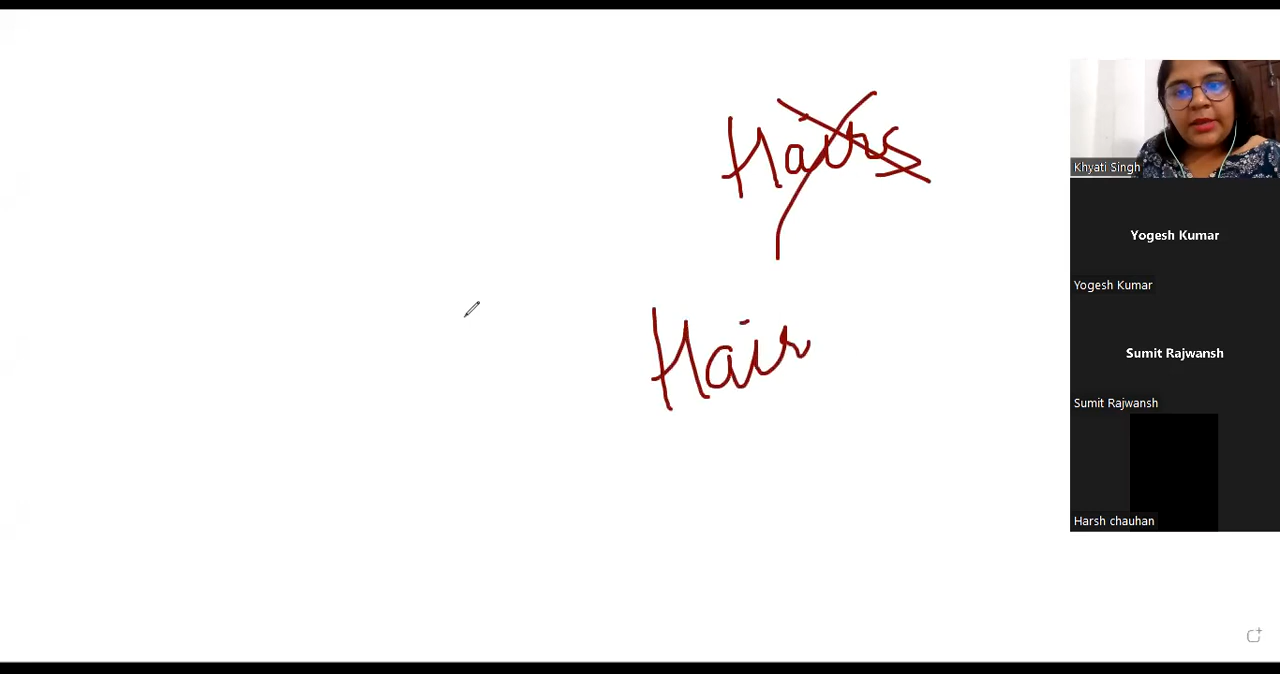 Hairs
Hair
Khyati Singh
Yogesh Kumar
Yogesh Kumar
Sumit Rajwansh
Sumit Rajwansh
Harsh chauhan